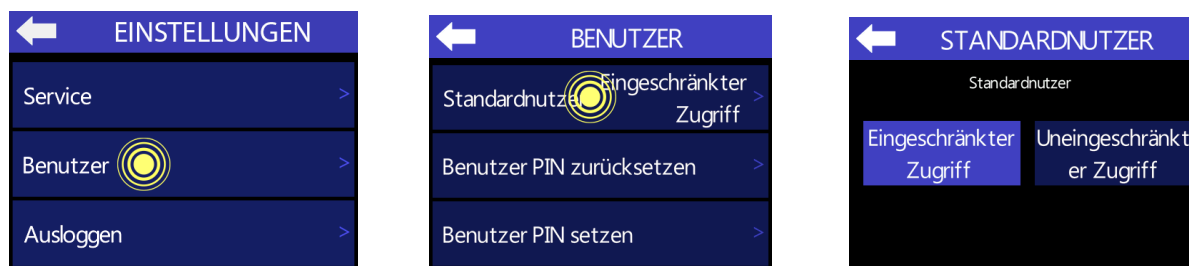 EINSTELLUNGEN
Service >
Benutzer >
Ausloggen >
BENUTZER
Standardnutzer Eingeschränkter
Zugriff >
Benutzer PIN zurücksetzen >
Benutzer PIN setzen >
STANDARDNUTZER
Standardnutzer
Eingeschränkter
Zugriff
Uneingeschränkt
er Zugriff